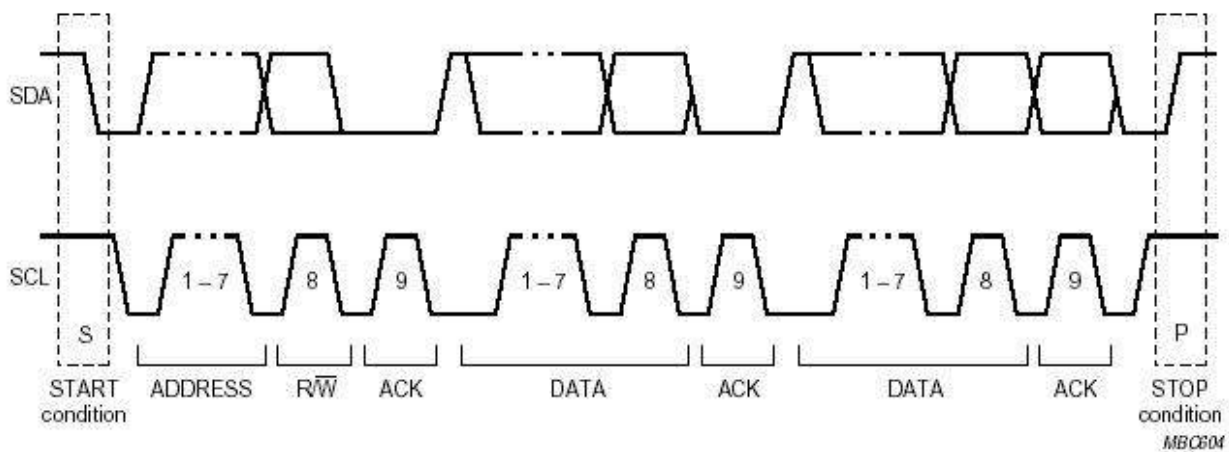 SDA
SCL
1 – 7 8 9 1 – 7 8 9 1 – 7 8 9
S P
START condition ADDRESS R/W̅ ACK DATA ACK DATA ACK STOP condition
MBC604